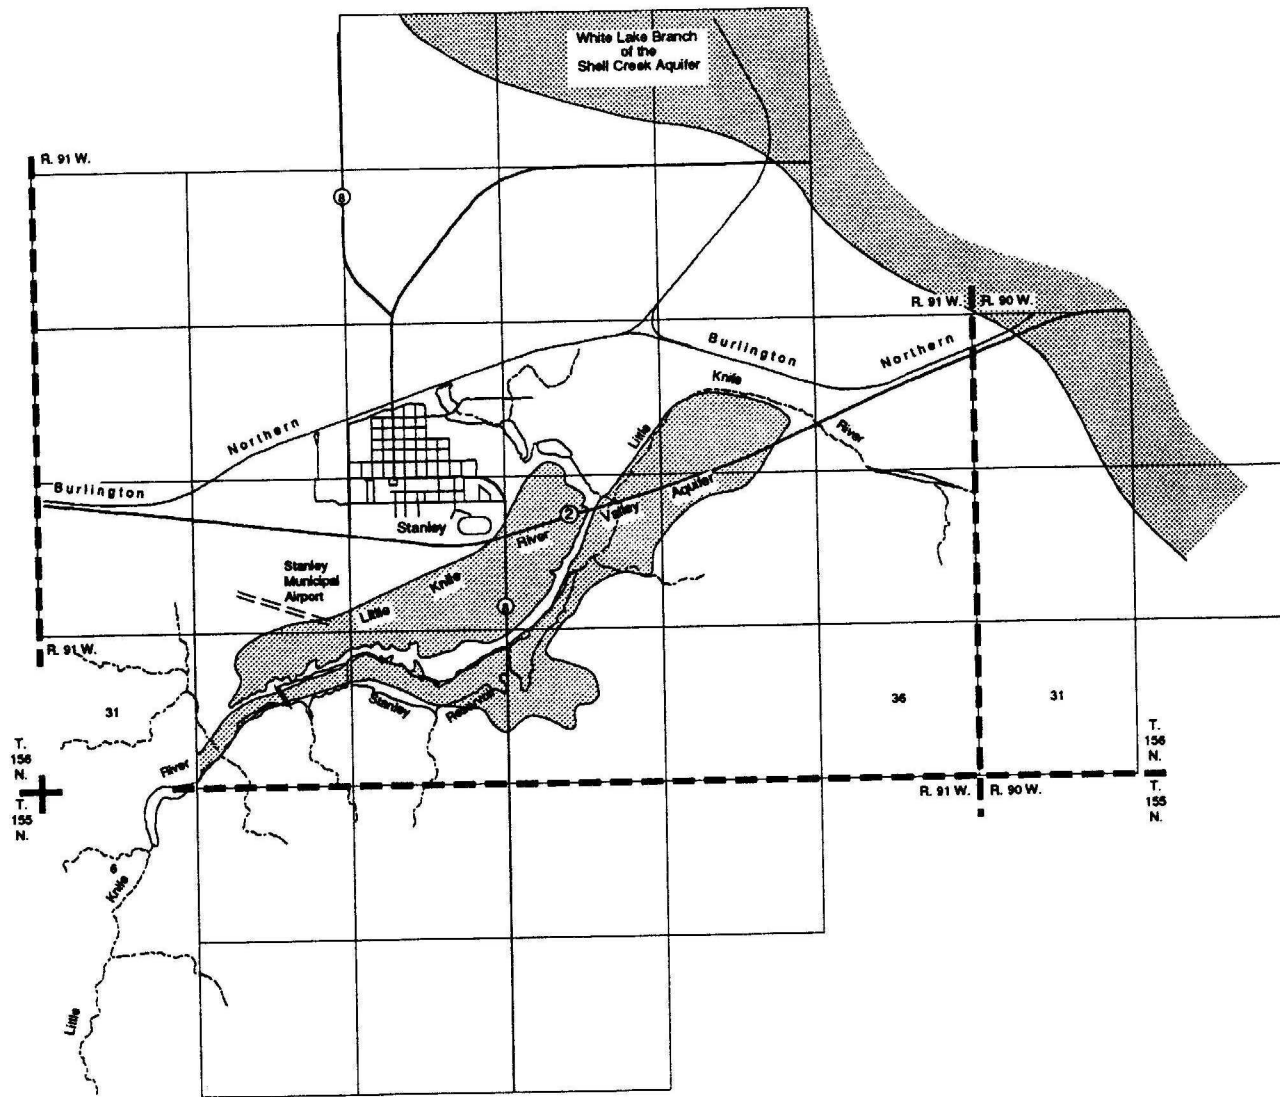 White Lake Branch
of the
Shell Creek Aquifer
R. 91 W.
8
R. 91 W.
R. 90 W.
Burlington
Northern
Northern
Burlington
Knife
River
Little
Aquifer
Valley
2
River
Knife
Little
Stanley
Stanley
Municipal
Airport
8
R. 91 W.
31
36
31
Stanley
Reservoir
T.
156
N.
T.
155
N.
T.
156
N.
T.
155
N.
R. 91 W.
R. 90 W.
River
6
Knife
Little